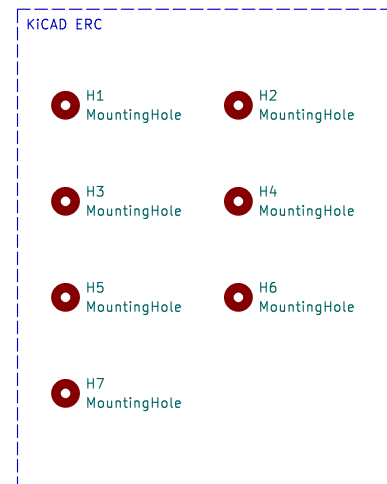 KiCAD ERC
H1
MountingHole
H2
MountingHole
H3
MountingHole
H4
MountingHole
H5
MountingHole
H6
MountingHole
H7
MountingHole